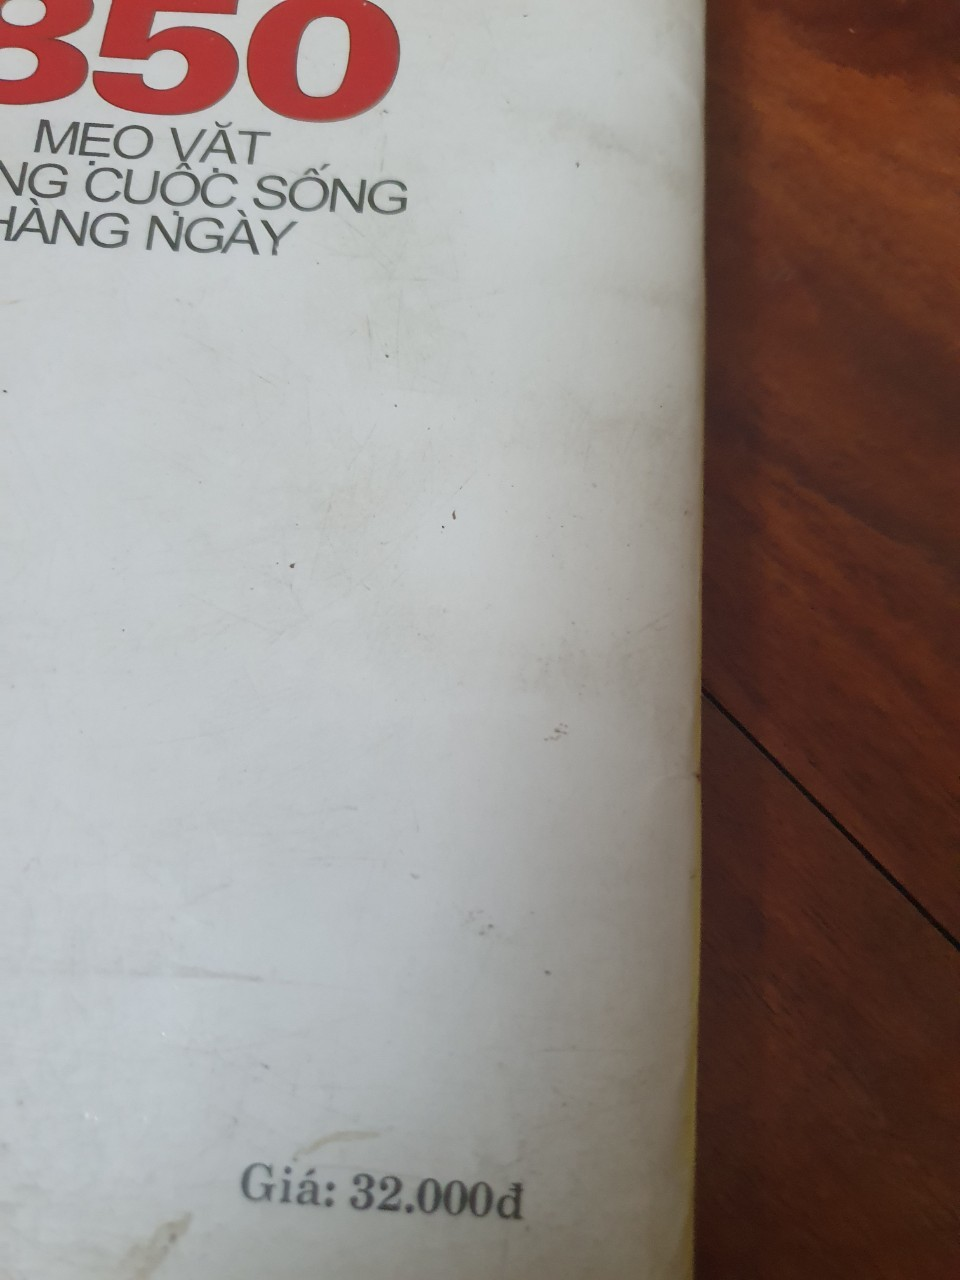 850
MẸO VẶT
NG CUỘC SỐNG
HÀNG NGÀY
Giá: 32.000đ